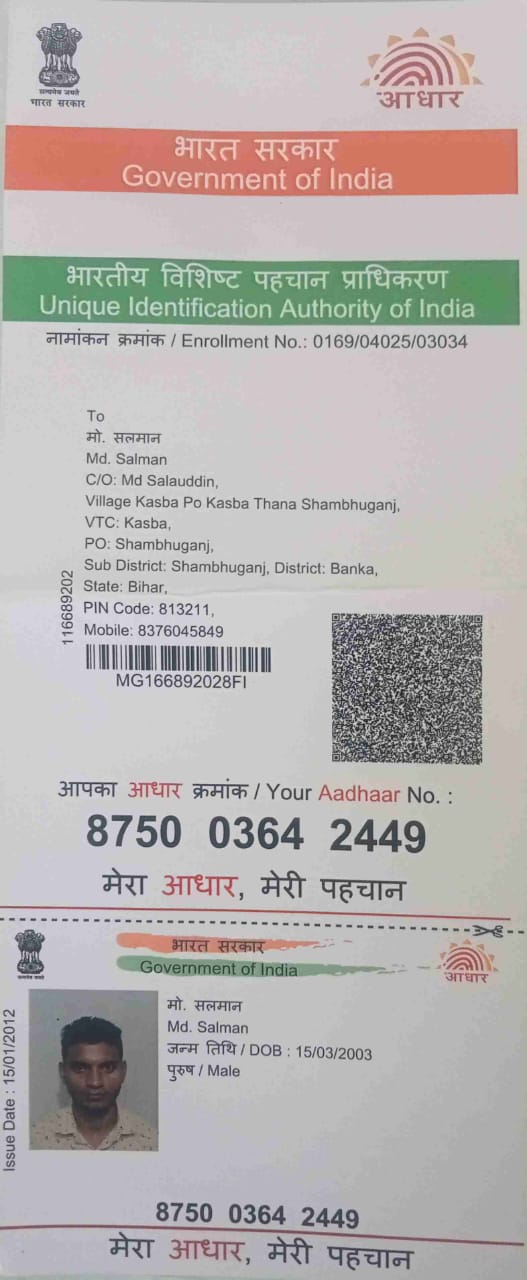 सत्यमेव जयते
भारत सरकार
आधार
भारत सरकार
Government of India
भारतीय विशिष्ट पहचान प्राधिकरण
Unique Identification Authority of India
नामांकन क्रमांक / Enrollment No.: 0169/04025/03034
To
मो. सलमान
Md. Salman
C/O: Md Salauddin,
Village Kasba Po Kasba Thana Shambhuganj,
VTC: Kasba,
PO: Shambhuganj,
Sub District: Shambhuganj, District: Banka,
State: Bihar,
PIN Code: 813211,
Mobile: 8376045849
116689202
MG166892028FI
आपका आधार क्रमांक / Your Aadhaar No. :
8750 0364 2449
मेरा आधार, मेरी पहचान
भारत सरकार
Government of India
आधार
Issue Date : 15/01/2012
मो. सलमान
Md. Salman
जन्म तिथि / DOB : 15/03/2003
पुरुष / Male
8750 0364 2449
मेरा आधार, मेरी पहचान